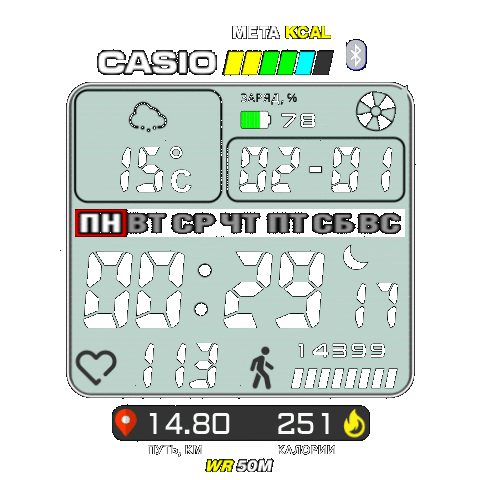 МЕТА KCAL
CASIO
ЗАРЯД, %
78
15°C
02-01
ПН ВТ СР ЧТ ПТ СБ ВС
00:29 17
113
14399
14.80 251
ПУТЬ, КМ КАЛОРИИ
WR 50M